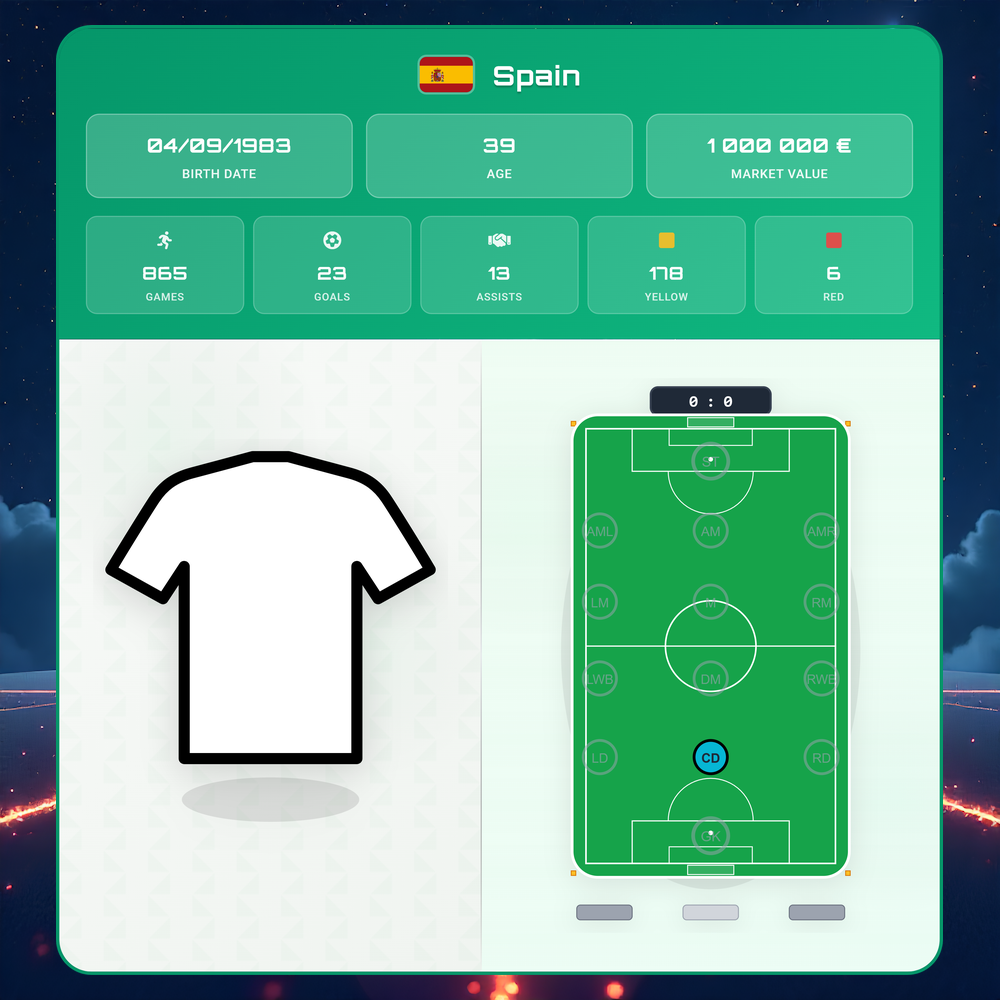 Spain
04/09/1983
BIRTH DATE
39
AGE
1 000 000 €
MARKET VALUE
865
GAMES
23
GOALS
13
ASSISTS
178
YELLOW
6
RED
0 : 0
ST
AML
AM
AMR
LM
M
RM
LWB
DM
RWB
LD
CD
RD
GK